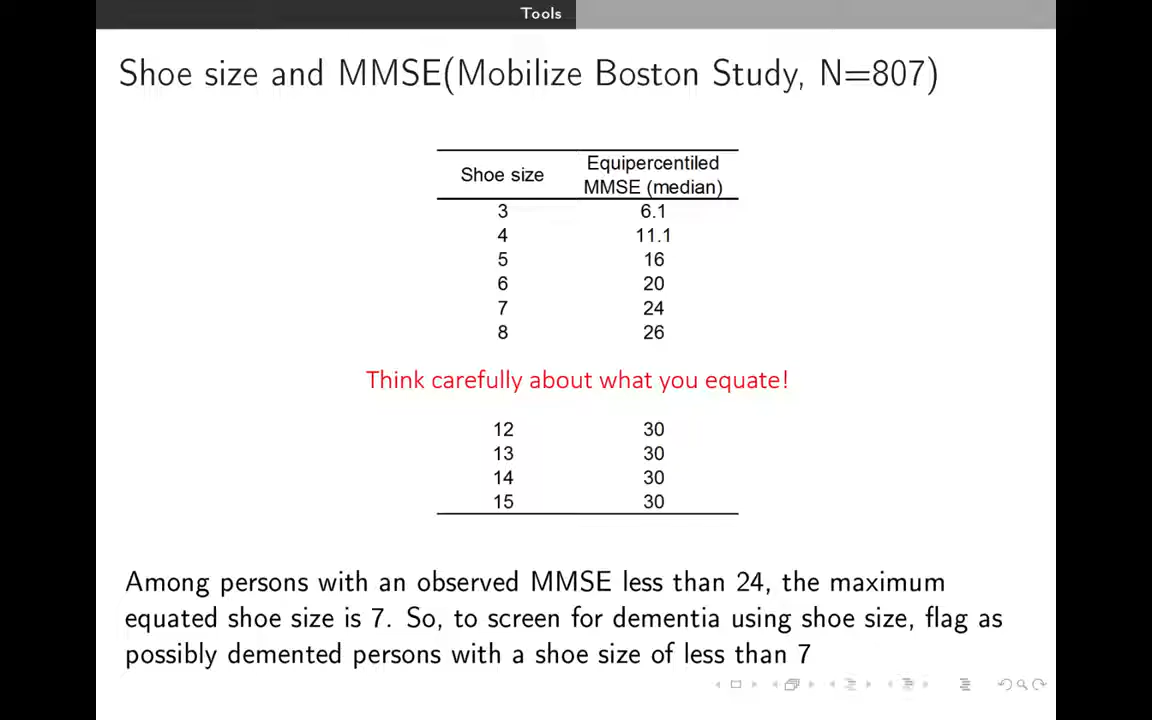 Tools
Shoe size and MMSE(Mobilize Boston Study, N=807)
Shoe size Equipercentiled MMSE (median)
3 6.1
4 11.1
5 16
6 20
7 24
8 26
Think carefully about what you equate!
12 30
13 30
14 30
15 30
Among persons with an observed MMSE less than 24, the maximum
equated shoe size is 7. So, to screen for dementia using shoe size, flag as
possibly demented persons with a shoe size of less than 7